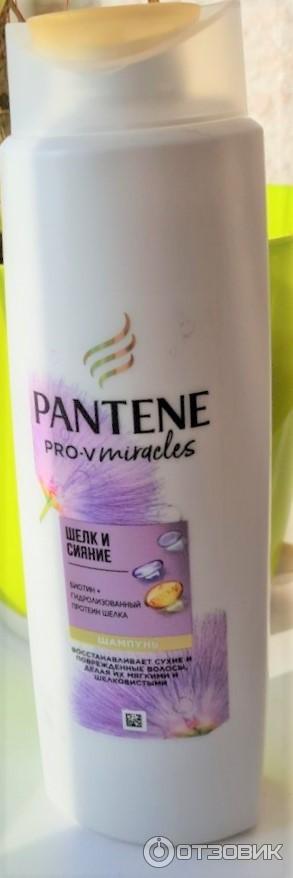 PANTENE
PRO-V miracles
ШЕЛК И
СИЯНИЕ
БИОТИН +
ГИДРОЛИЗОВАННЫЙ
ПРОТЕИН ШЕЛКА
ШАМПУНЬ
ВОССТАНАВЛИВАЕТ СУХИЕ И
ПОВРЕЖДЕННЫЕ ВОЛОСЫ,
ДЕЛАЯ ИХ МЯГКИМИ И
ШЕЛКОВИСТЫМИ
ОТЗОВИК